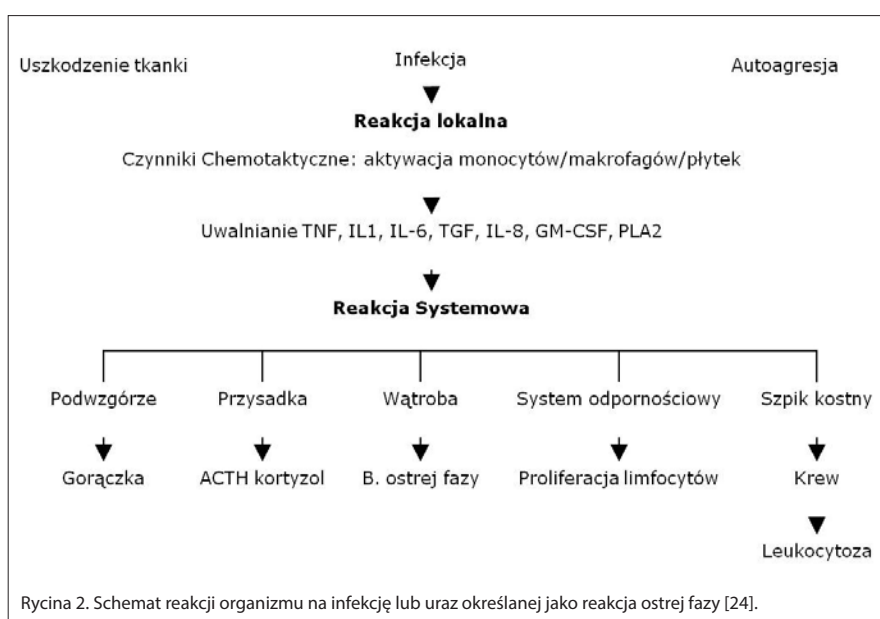 Uszkodzenie tkanki Infekcja Autoagresja
Reakcja lokalna
Czynniki Chemotaktyczne: aktywacja monocytów/makrofagów/płytek
Uwalnianie TNF, IL1, IL-6, TGF, IL-8, GM-CSF, PLA2
Reakcja Systemowa
Podwzgórze Przysadka Wątroba System odpornościowy Szpik kostny
Gorączka ACTH kortyzol B. ostrej fazy Proliferacja limfocytów Krew
Leukocytoza
Rycina 2. Schemat reakcji organizmu na infekcję lub uraz określanej jako reakcja ostrej fazy [24].